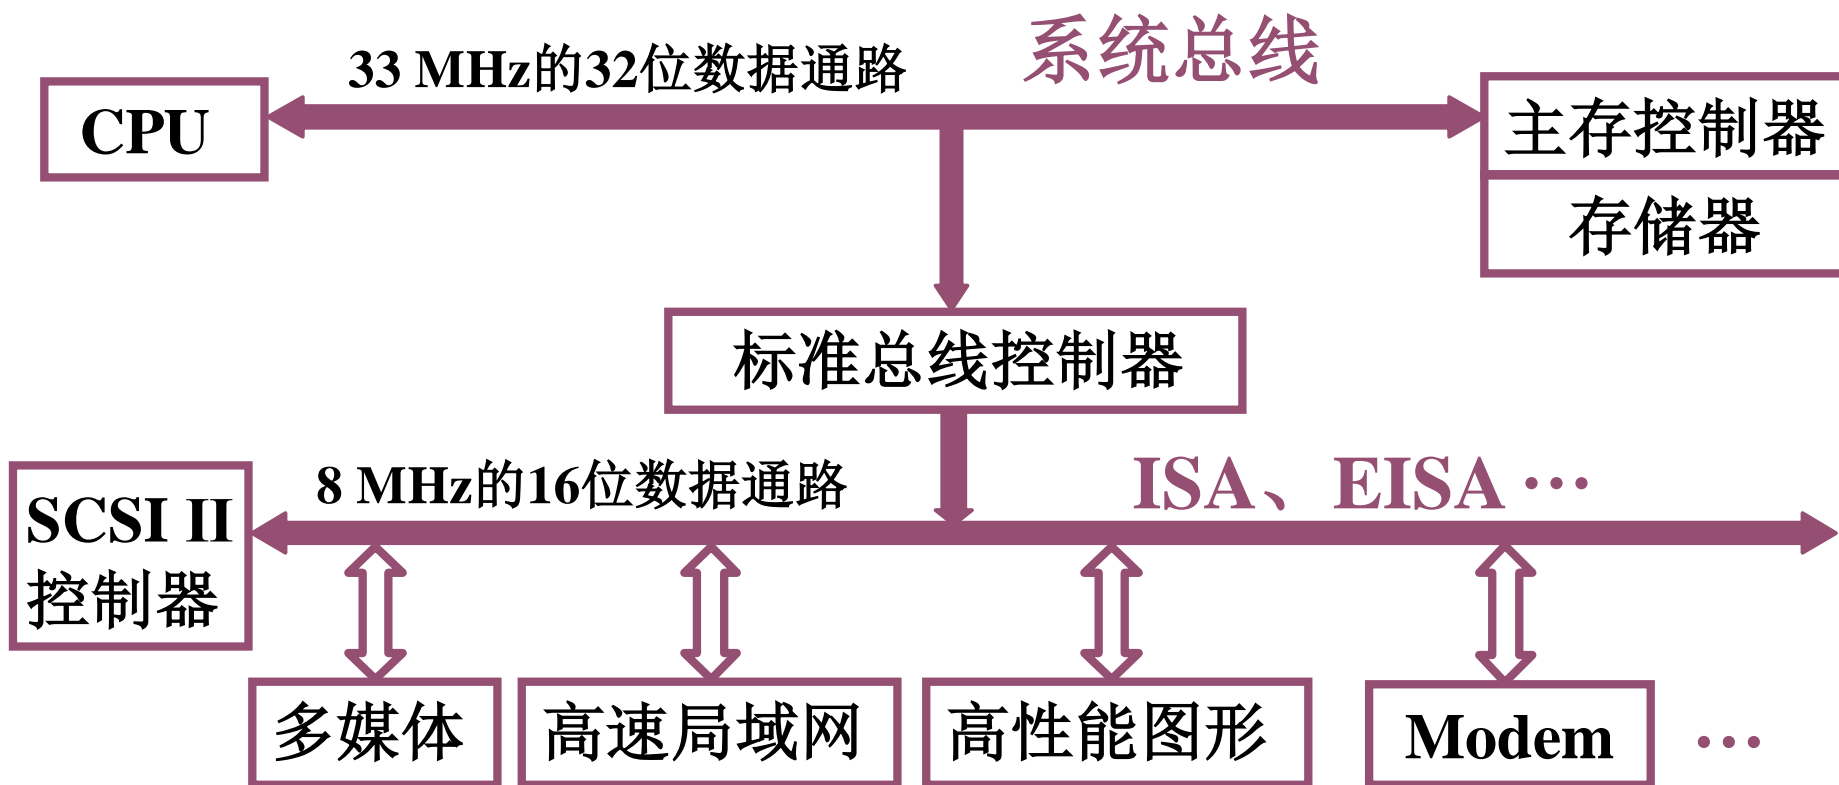 系统总线
33 MHz的32位数据通路
CPU
主存控制器
存储器
标准总线控制器
8 MHz的16位数据通路
ISA、EISA …
SCSI II
控制器
多媒体
高速局域网
高性能图形
Modem
…